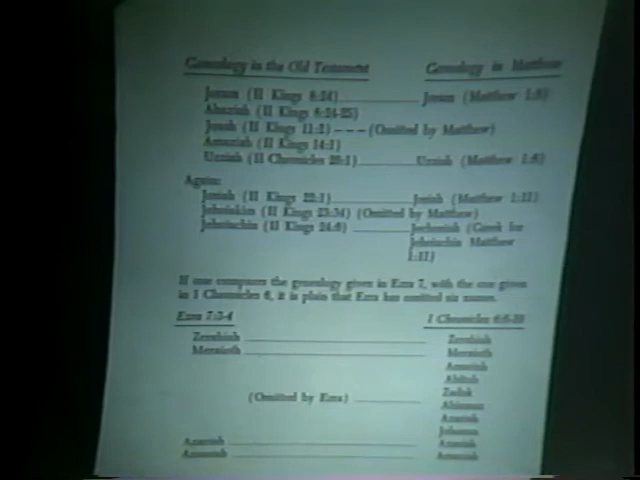 Genealogy in the Old Testament Genealogy in Matthew
Joram (II Kings 8:24) Joram (Matthew 1:8)
Ahaziah (II Kings 8:24-25)
Joash (II Kings 11:2) --- (Omitted by Matthew)
Amaziah (II Kings 14:1)
Uzziah (II Chronicles 26:1) Uzziah (Matthew 1:8)
Again:
Josiah (II Kings 22:1) Josiah (Matthew 1:11)
Jehoiakim (II Kings 23:34) (Omitted by Matthew)
Jehoiachin (II Kings 24:6) Jechoniah (Greek for
Jehoiachin Matthew
1:11)
If one compares the genealogy given in Ezra 7, with the one given
in 1 Chronicles 6, it is plain that Ezra has omitted six names.
Ezra 7:3-4 I Chronicles
Zerahiah Zerahiah
Meraioth Meraioth
Amariah
Ahitub
Zadok
(Omitted by Ezra) Ahimaaz
Azariah
Johanan
Azariah Azariah
Amariah Amariah